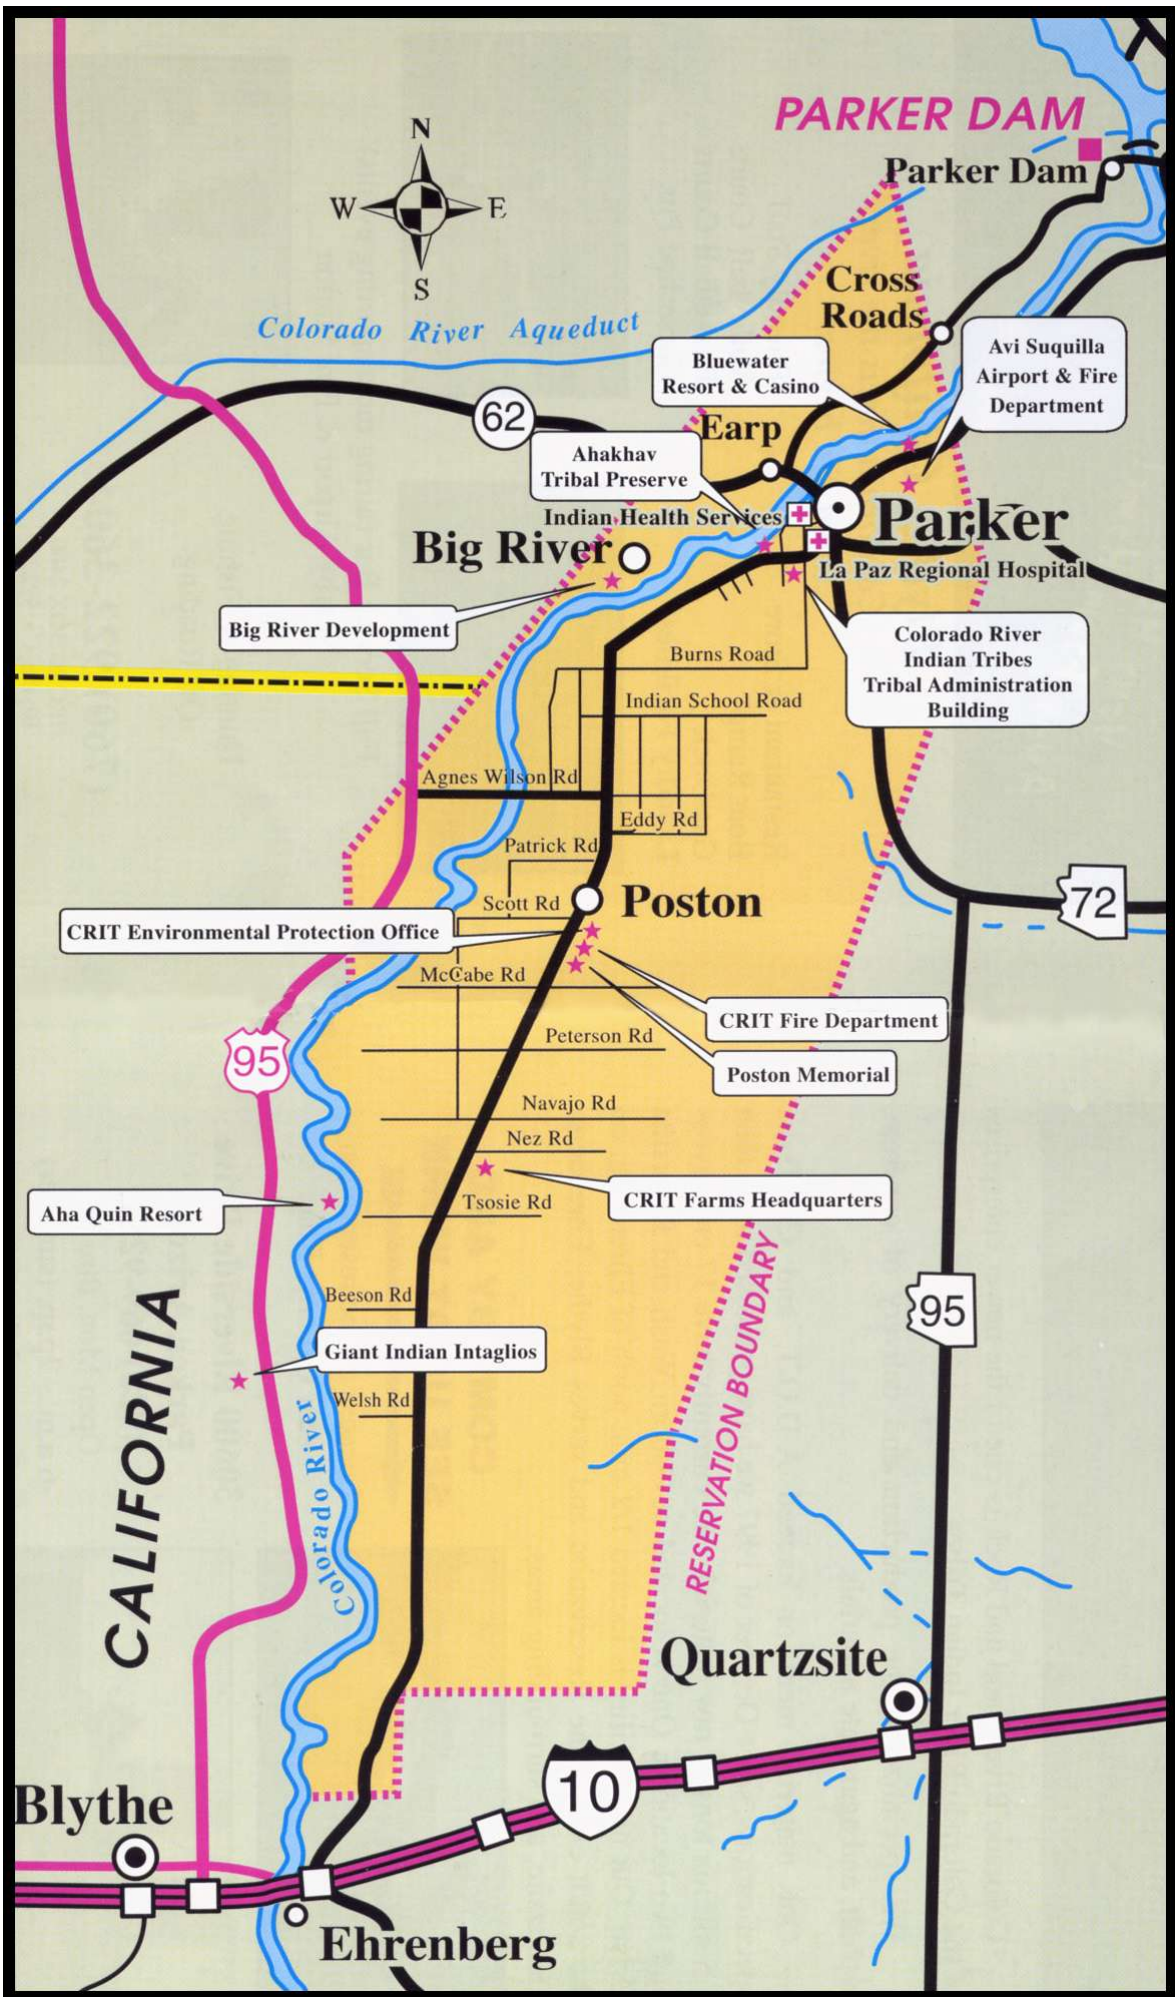 PARKER DAM
Parker Dam
N
W
E
S
Cross
Roads
Colorado River Aqueduct
Bluewater
Resort & Casino
Avi Suquilla
Airport & Fire
Department
62
Earp
Ahakhav
Tribal Preserve
Indian Health Services
Parker
Big River
La Paz Regional Hospital
Big River Development
Colorado River
Indian Tribes
Tribal Administration
Building
Burns Road
Indian School Road
Agnes Wilson Rd
Eddy Rd
Patrick Rd
Scott Rd
Poston
72
CRIT Environmental Protection Office
McCabe Rd
CRIT Fire Department
Peterson Rd
95
Poston Memorial
Navajo Rd
Nez Rd
CRIT Farms Headquarters
Tsosie Rd
Aha Quin Resort
Beeson Rd
95
Giant Indian Intaglios
Welsh Rd
CALIFORNIA
Colorado River
RESERVATION BOUNDARY
Quartzsite
10
Blythe
Ehrenberg